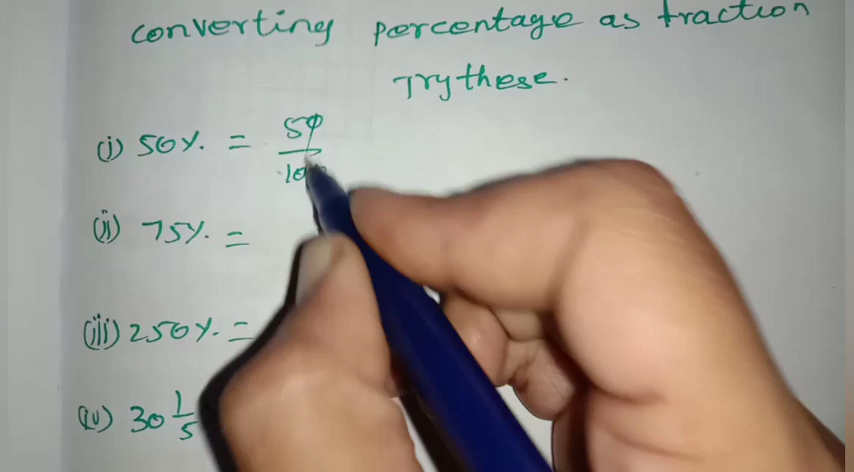 converting percentage as fraction
Try these.
(i) 50%. = 50/10
(ii) 75%. =
(iii) 250%. =
(iv) 30 1/5